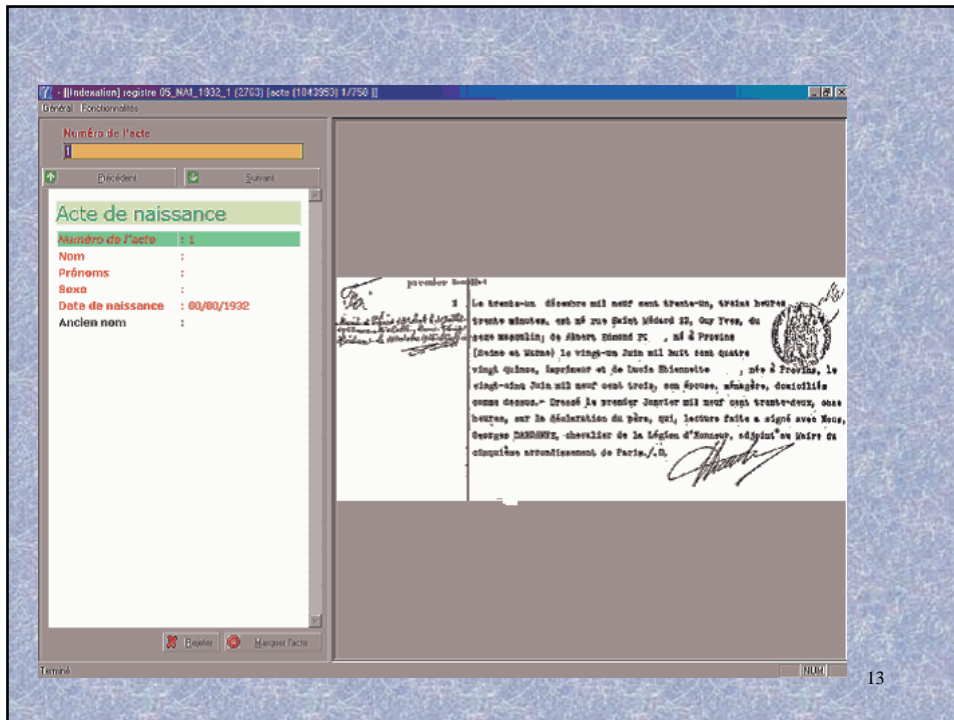 [Indexation] registre 05_NAI_1932_1 (2763) [acte (1043953) 1/750 ]]
Général Fonctionnalités
Numéro de l'acte
1
Précédent Suivant
Acte de naissance
Numéro de l'acte : 1
Nom :
Prénoms :
Sexe :
Date de naissance : 00/00/1932
Ancien nom :
premier
1
Le trente-un décembre mil neuf cent trente-un, treize heures
trente minutes, est né rue Saint Médard 22, Guy Yves, du
sexe masculin; de Albert Edmond , né à Provins
(Seine et Marne) le vingt-un Juin mil huit cent quatre
vingt quinze, imprimeur et de Lucie Ethiennette , née à Provins, le
vingt-cinq Juin mil neuf cent trois, son épouse, ménagère, domiciliés
comme dessus.- Dressé le premier Janvier mil neuf cent trente-deux, onze
heures, sur la déclaration du père, qui, lecture faite a signé avec Nous,
Georges , chevalier de la Légion d'Honneur, adjoint au Maire du
cinquième arrondissement de Paris./.
Rejeter Marquer l'acte
Terminé NUM
13